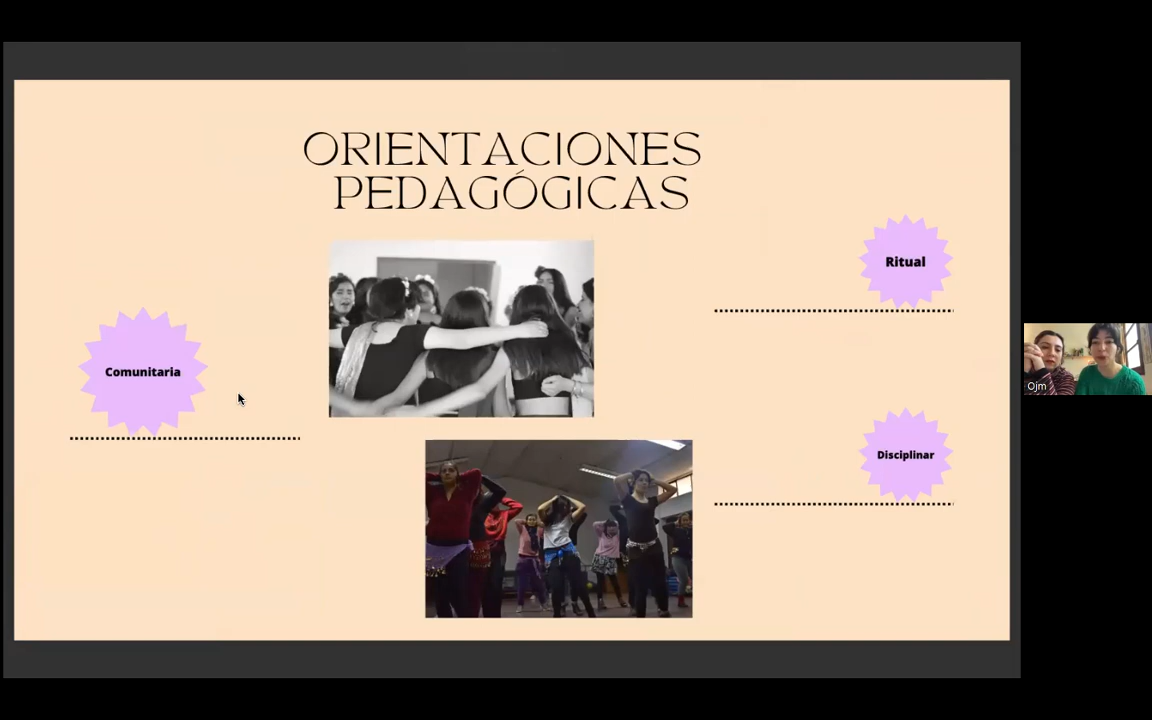 ORIENTACIONES
PEDAGÓGICAS
Ritual
Comunitaria
Disciplinar
Ojm